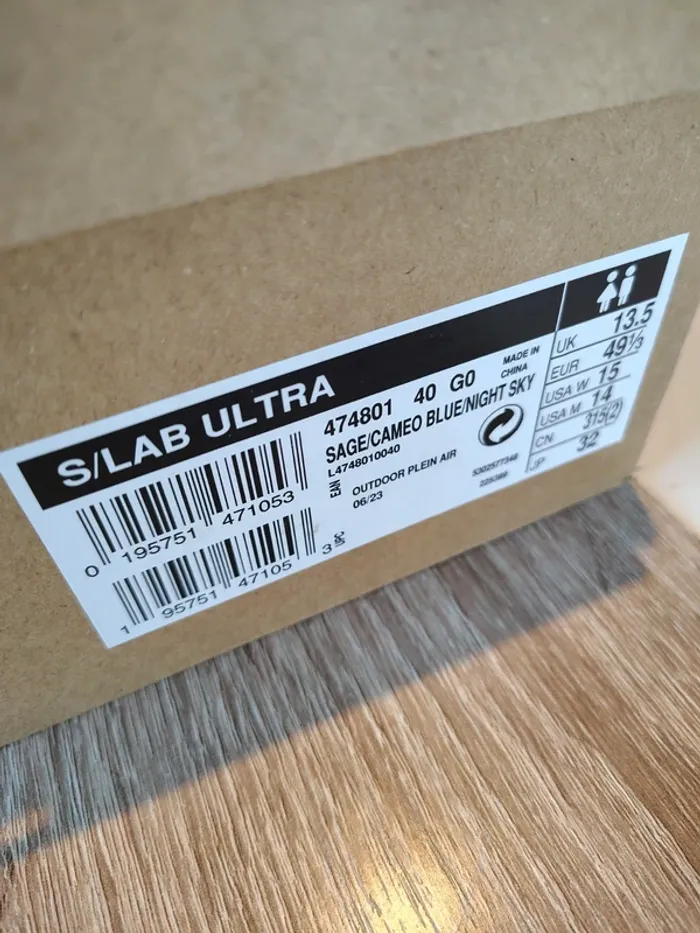 S/LAB ULTRA
474801 40 G0
MADE IN
CHINA
SAGE/CAMEO BLUE/NIGHT SKY
L4748010040
EAN
OUTDOOR PLEIN AIR
06/23
5302577348
0 195751 471053
UPC
1 95751 47105 3
UK 13.5
EUR 49⅓
USA W 15
USA M 14
CN 315(2)
JP 32